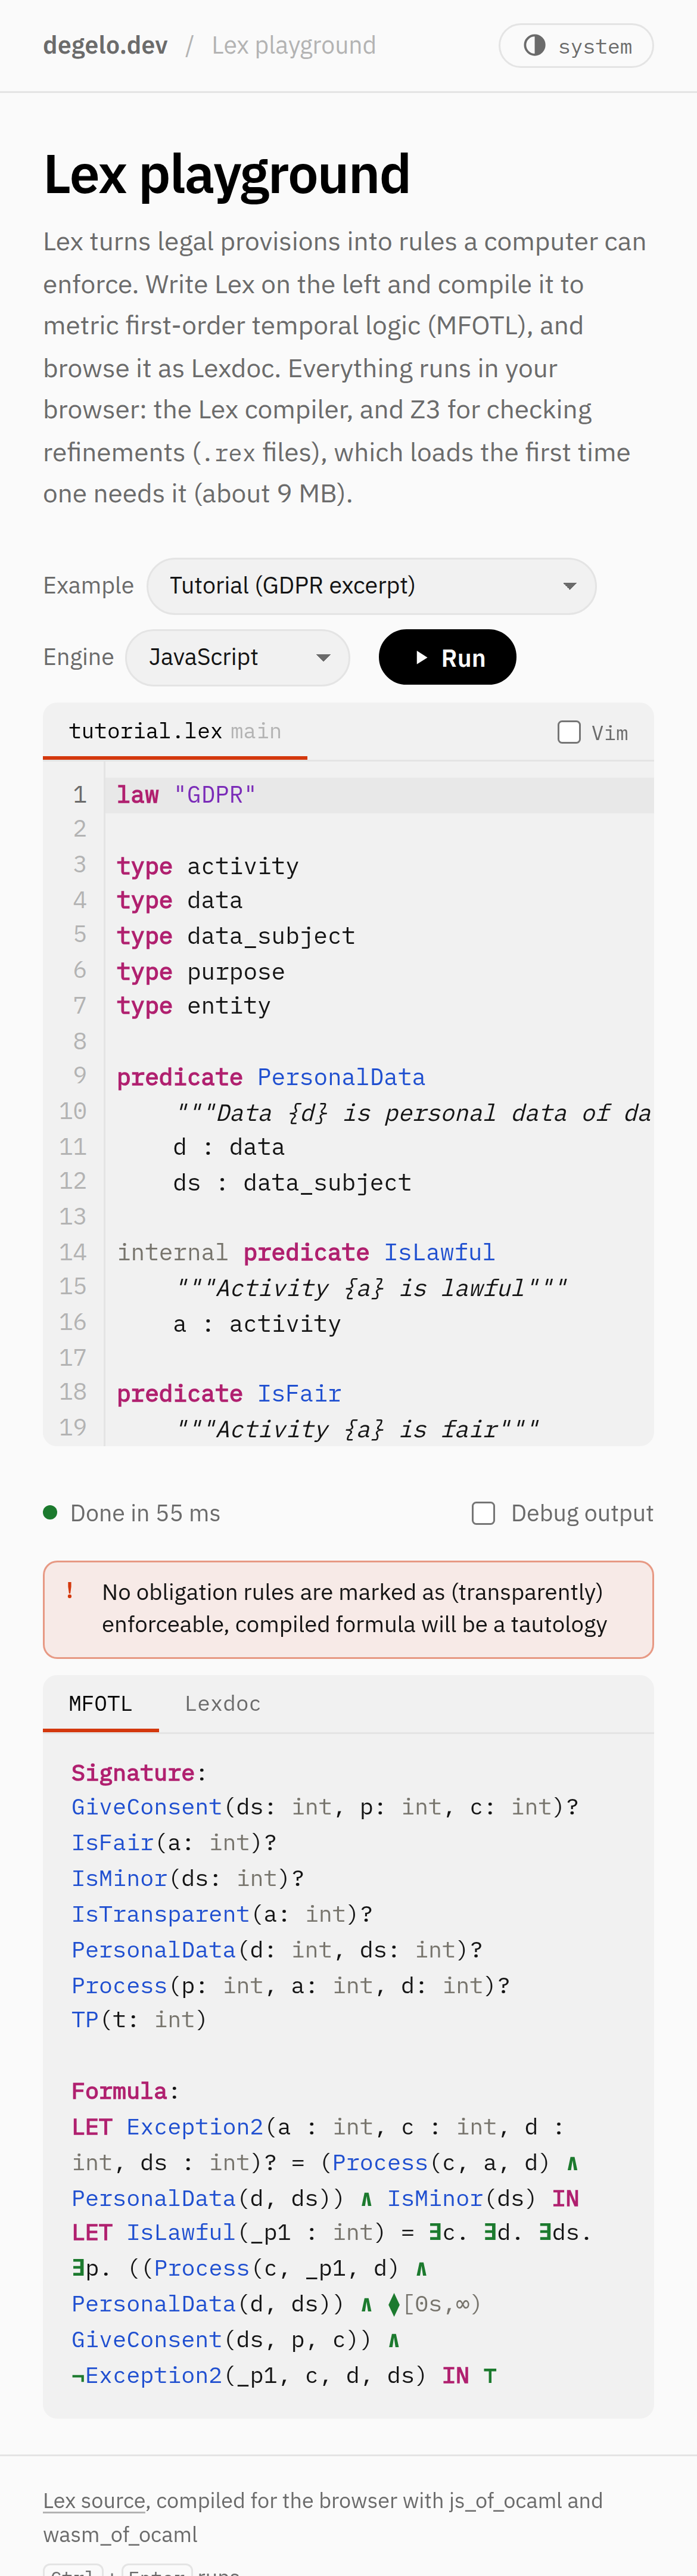 degelo.dev / Lex playground system
Lex playground
Lex turns legal provisions into rules a computer can
enforce. Write Lex on the left and compile it to
metric first-order temporal logic (MFOTL), and
browse it as Lexdoc. Everything runs in your
browser: the Lex compiler, and Z3 for checking
refinements (.rex files), which loads the first time
one needs it (about 9 MB).
Example Tutorial (GDPR excerpt)
Engine JavaScript Run
tutorial.lex main Vim
1 law "GDPR"
2
3 type activity
4 type data
5 type data_subject
6 type purpose
7 type entity
8
9 predicate PersonalData
10 """Data {d} is personal data of da
11 d : data
12 ds : data_subject
13
14 internal predicate IsLawful
15 """Activity {a} is lawful"""
16 a : activity
17
18 predicate IsFair
19 """Activity {a} is fair"""
Done in 55 ms Debug output
! No obligation rules are marked as (transparently)
enforceable, compiled formula will be a tautology
MFOTL Lexdoc
Signature:
GiveConsent(ds: int, p: int, c: int)?
IsFair(a: int)?
IsMinor(ds: int)?
IsTransparent(a: int)?
PersonalData(d: int, ds: int)?
Process(p: int, a: int, d: int)?
TP(t: int)
Formula:
LET Exception2(a : int, c : int, d :
int, ds : int)? = (Process(c, a, d) ∧
PersonalData(d, ds)) ∧ IsMinor(ds) IN
LET IsLawful(_p1 : int) = ∃c. ∃d. ∃ds.
∃p. ((Process(c, _p1, d) ∧
PersonalData(d, ds)) ∧ ⧫[0s,∞)
GiveConsent(ds, p, c)) ∧
¬Exception2(_p1, c, d, ds) IN ⊤
Lex source, compiled for the browser with js_of_ocaml and
wasm_of_ocaml
Ctrl + Enter runs